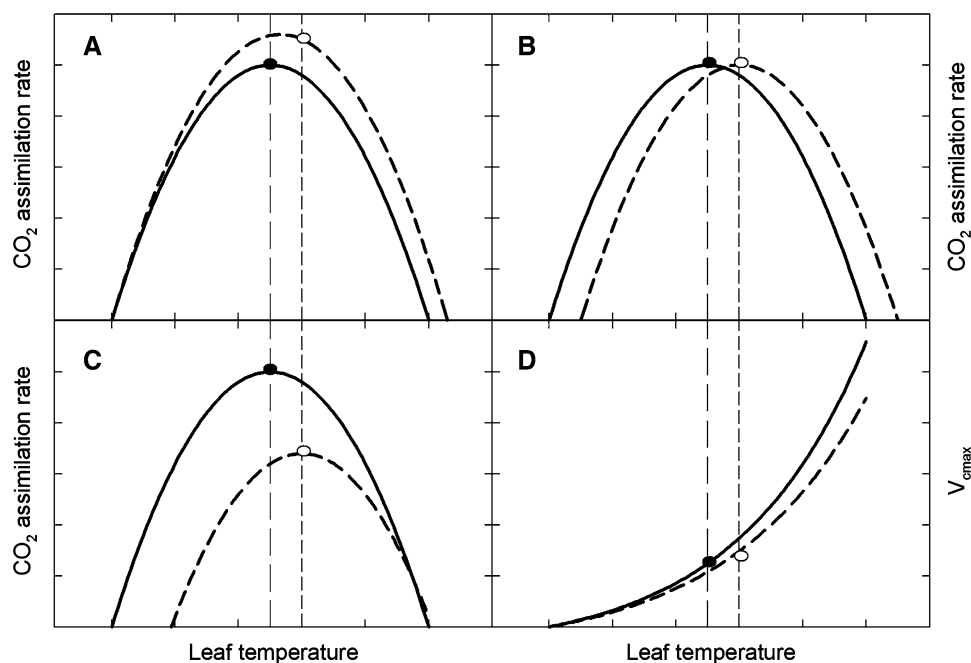 A
B
CO2 assimilation rate
CO2 assimilation rate
C
D
CO2 assimilation rate
Vcmax
Leaf temperature
Leaf temperature